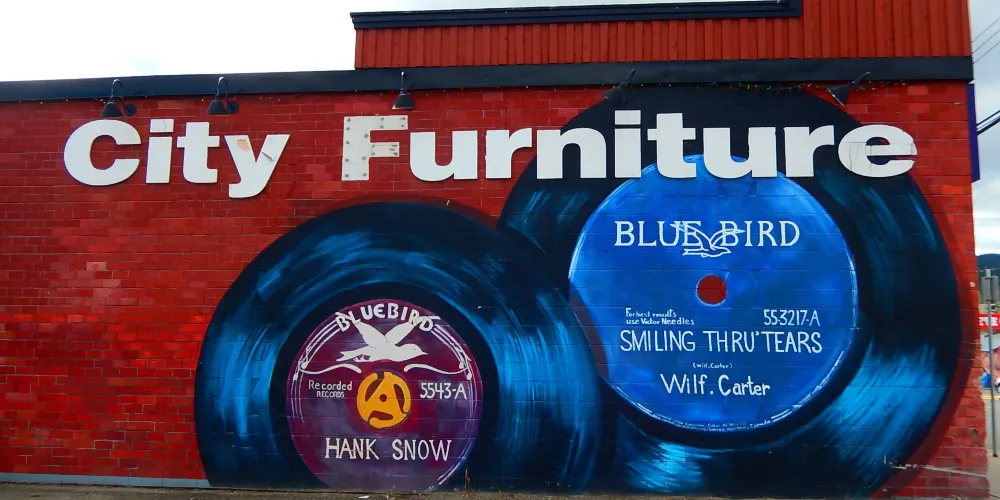 City Furniture
BLUE BIRD
For best results
use Victor Needles
55-3217-A
SMILING THRU' TEARS
(Wilf. Carter)
Wilf. Carter
BLUEBIRD
Recorded
RECORDS
5543-A
HANK SNOW